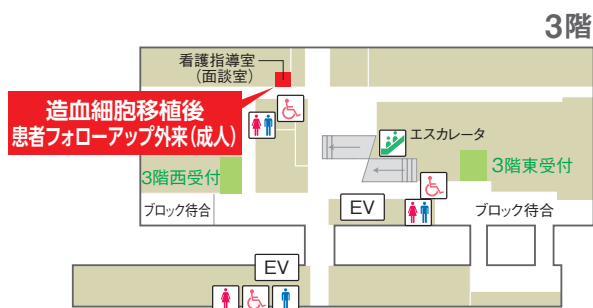 3階
看護指導室
(面談室)
造血細胞移植後
患者フォローアップ外来(成人)
エスカレータ
3階西受付
3階東受付
ブロック待合
EV
ブロック待合
EV